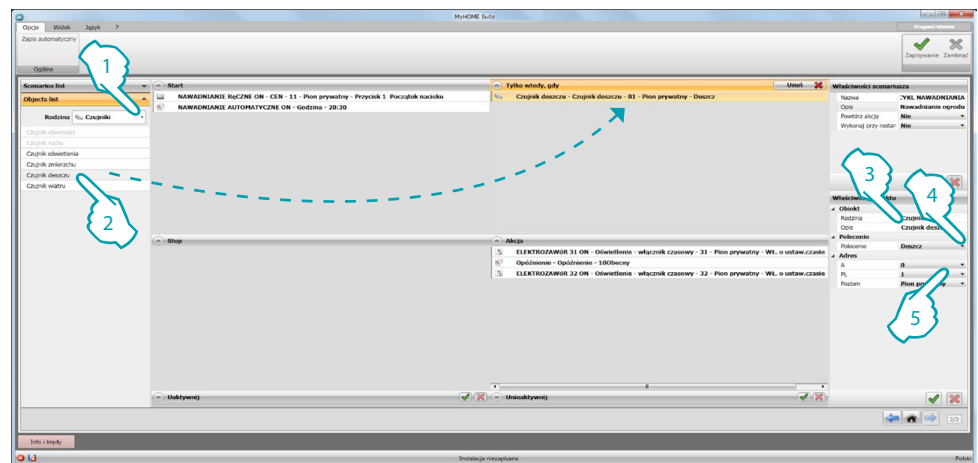 MyHOME Suite
Opcje Widok Język ?
Zapis automatyczny
Ogólne
Zapisywanie Zamknąć
1
Scenarios list
Objects list
Rodzina Czujniki
Czujnik obecności
Czujnik ruchu
Czujnik oświetlenia
Czujnik zmierzchu
Czujnik deszczu
Czujnik wiatru
2
Start
NAWADNIANIE RęCZNE ON - CEN - 11 - Pion prywatny - Przycisk 1 Początek nacisku
NAWADNIANIE AUTOMATYCZNE ON - Godzina - 20:30
Tylko wtedy, gdy Usuń
Czujnik deszczu - Czujnik deszczu - 01 - Pion prywatny - Deszcz
Stop
Akcja
ELEKTROZAWóR 31 ON - Oświetlenie - włącznik czasowy - 31 - Pion prywatny - WŁ. o ustaw.czasie
Opóźnienie - Opóźnienie - 10Obecny
ELEKTROZAWóR 32 ON - Oświetlenie - włącznik czasowy - 32 - Pion prywatny - WŁ. o ustaw.czasie
Uaktywnij
Unieaktywnij
Właściwości scenariusza
Nazwa :YKL NAWADNIANIA
Opis Nawadnianie ogrodu
Powtórz akcję Nie
Wykonaj przy restar Nie
3
4
Obiekt
Rodzina
Opis Czujnik
Polecenie
Polecenie Deszcz
Adres
A 0
PL 1
Poziom
5
2/2
Info i błędy
Instalacja niezapisana
Polski